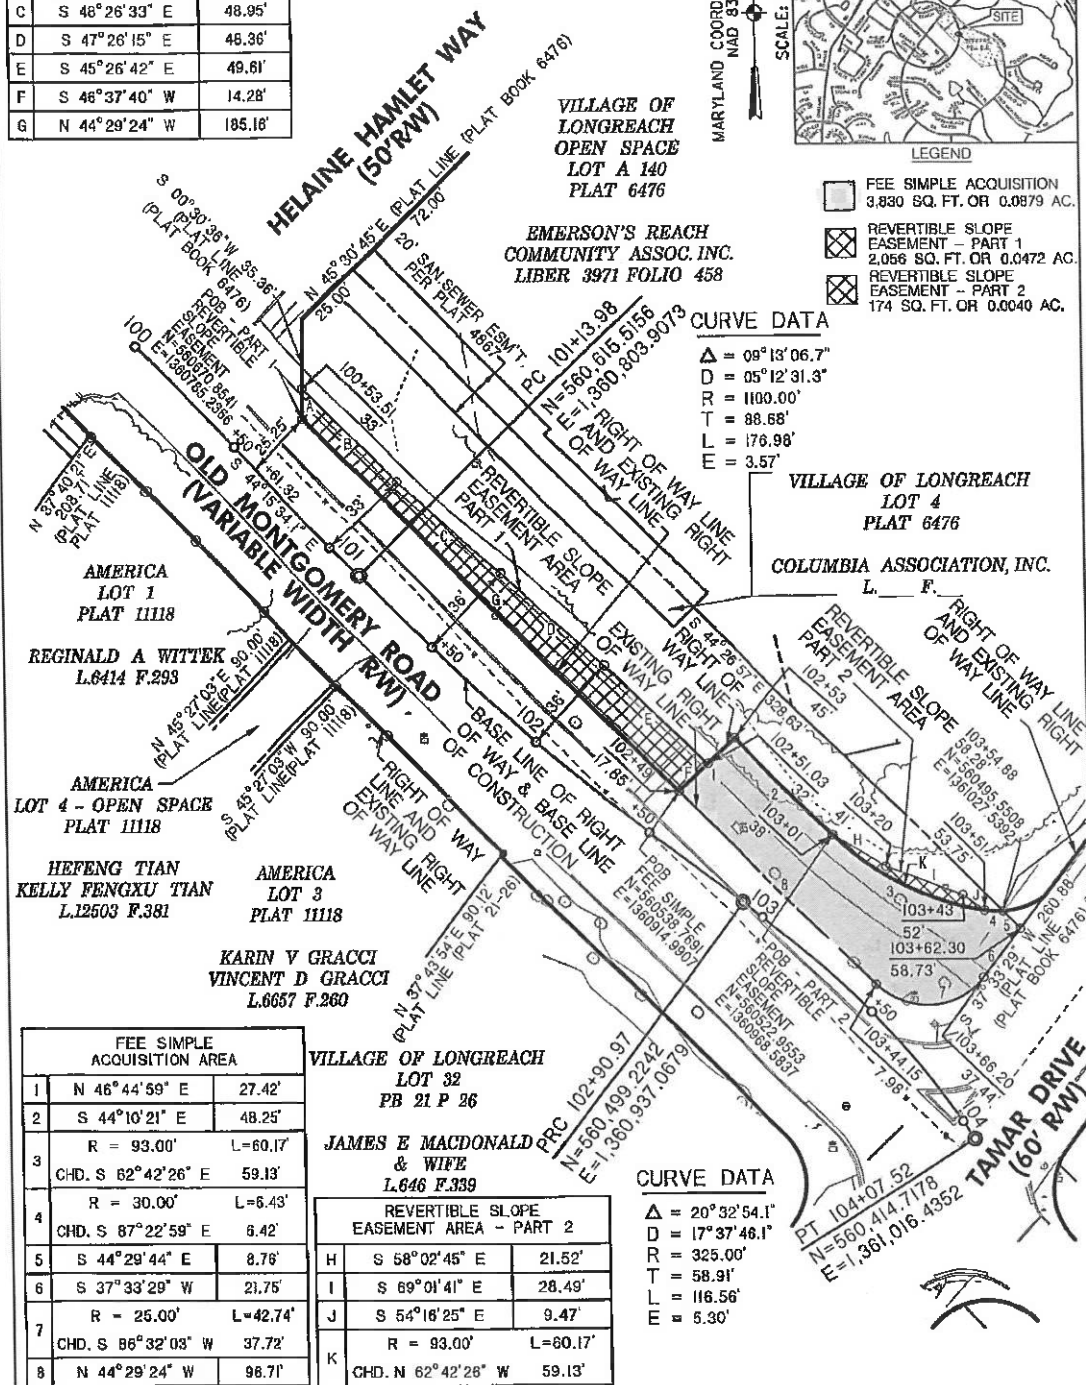 C S 48°26'33" E 48.95'
D S 47°26'15" E 48.36'
E S 45°26'42" E 49.61'
F S 46°37'40" W 14.28'
G N 44°29'24" W 185.16'
HELAINE HAMLET WAY
(50' R/W)
N 45°30'45" E (PLAT LINE (PLAT BOOK 6476)
72.00'
25.00'
20' SAN.SEWER ESM'T.
PER PLAT 4667
S 00°30'36" W 35.36'
(PLAT LINE
(PLAT BOOK 6476)
POB - PART 1
REVERTIBLE
SLOPE
EASEMENT
N=560670.8541
E=1360785.2366
VILLAGE OF
LONGREACH
OPEN SPACE
LOT A 140
PLAT 6476
EMERSON'S REACH
COMMUNITY ASSOC. INC.
LIBER 3971 FOLIO 458
MARYLAND COORD
NAD 83
SCALE:
SITE
LEGEND
FEE SIMPLE ACQUISITION
3,830 SQ. FT. OR 0.0879 AC.
REVERTIBLE SLOPE
EASEMENT - PART 1
2,056 SQ. FT. OR 0.0472 AC.
REVERTIBLE SLOPE
EASEMENT - PART 2
174 SQ. FT. OR 0.0040 AC.
CURVE DATA
Δ = 09°13'06.7"
D = 05°12'31.3"
R = 1100.00'
T = 88.68'
L = 176.98'
E = 3.57'
PC 101+13.98
N=560,615.5156
E=1,360,803.9073
RIGHT OF WAY LINE
AND EXISTING RIGHT
OF WAY LINE
100
+50
25.25'
+61.32
S 44°15'34.1" E
100+53.51
33'
A
B
C
D
E
F
G
33'
101
36'
+50
36'
102
17.85'
102+49
+50
REVERTIBLE SLOPE
EASEMENT AREA
PART 1
OLD MONTGOMERY ROAD
(VARIABLE WIDTH R/W)
N 37°40'21" E
208.71'
(PLAT LINE
PLAT 11118)
AMERICA
LOT 1
PLAT 11118
REGINALD A WITTEK
L.6414 F.293
N 45°27'03" E 90.00'
(PLAT LINE(PLAT 11118)
S 45°27'03" W 90.00'
(PLAT LINE(PLAT 11118)
AMERICA
LOT 4 - OPEN SPACE
PLAT 11118
HEFENG TIAN
KELLY FENGXU TIAN
L.12503 F.381
AMERICA
LOT 3
PLAT 11118
KARIN V GRACCI
VINCENT D GRACCI
L.6657 F.260
RIGHT OF WAY
LINE AND
EXISTING RIGHT
OF WAY LINE
BASE LINE OF RIGHT
OF WAY & BASE LINE
OF CONSTRUCTION
EXISTING RIGHT
OF WAY LINE
RIGHT OF
WAY LINE
S 44°26'57" E
328.63'
VILLAGE OF LONGREACH
LOT 4
PLAT 6476
COLUMBIA ASSOCIATION, INC.
L. F.
REVERTIBLE SLOPE
EASEMENT AREA
PART 2
RIGHT OF WAY LINE
AND EXISTING RIGHT
OF WAY LINE
102+53
45'
102+51.03
32'
103+01
41'
38'
103+20
103+54.88
58.28'
N=560495.5508
E=1361027.5392
103+51
53.75'
H
K
I
J
1
2
3
4
5
6
8
103+43
52'
103+62.30
58.73'
POB
FEE SIMPLE
N=560538.7691
E=1360914.9907
103
POB - PART 2
REVERTIBLE
SLOPE
EASEMENT
N=560522.9553
E=1360968.5837
+50
103+44.15
7.96'
103+66.20
37.44'
104
S 37°33'29" W 260.88'
(PLAT LINE
(PLAT BOOK 6476)
N 37°43'54" E 90.12'
(PLAT LINE (PLAT 21-26)
PRC 102+90.97
N=560,499.2242
E=1,360,937.0679
PT 104+07.52
N=560,414.7178
E=1,361,016.4352
TAMAR DRIVE
(60' R/W)
VILLAGE OF LONGREACH
LOT 32
PB 21 P 26
JAMES E MACDONALD
& WIFE
L.646 F.339
CURVE DATA
Δ = 20°32'54.1"
D = 17°37'46.1"
R = 325.00'
T = 58.91'
L = 116.56'
E = 5.30'
FEE SIMPLE
ACQUISITION AREA
1 N 46°44'59" E 27.42'
2 S 44°10'21" E 48.25'
3 R = 93.00' L=60.17'
CHD. S 62°42'26" E 59.13'
4 R = 30.00' L=6.43'
CHD. S 87°22'59" E 6.42'
5 S 44°29'44" E 8.76'
6 S 37°33'29" W 21.75'
7 R = 25.00' L=42.74'
CHD. S 86°32'03" W 37.72'
8 N 44°29'24" W 96.71'
REVERTIBLE SLOPE
EASEMENT AREA - PART 2
H S 58°02'45" E 21.52'
I S 69°01'41" E 28.49'
J S 54°16'25" E 9.47'
K R = 93.00' L=60.17'
CHD. N 62°42'26" W 59.13'